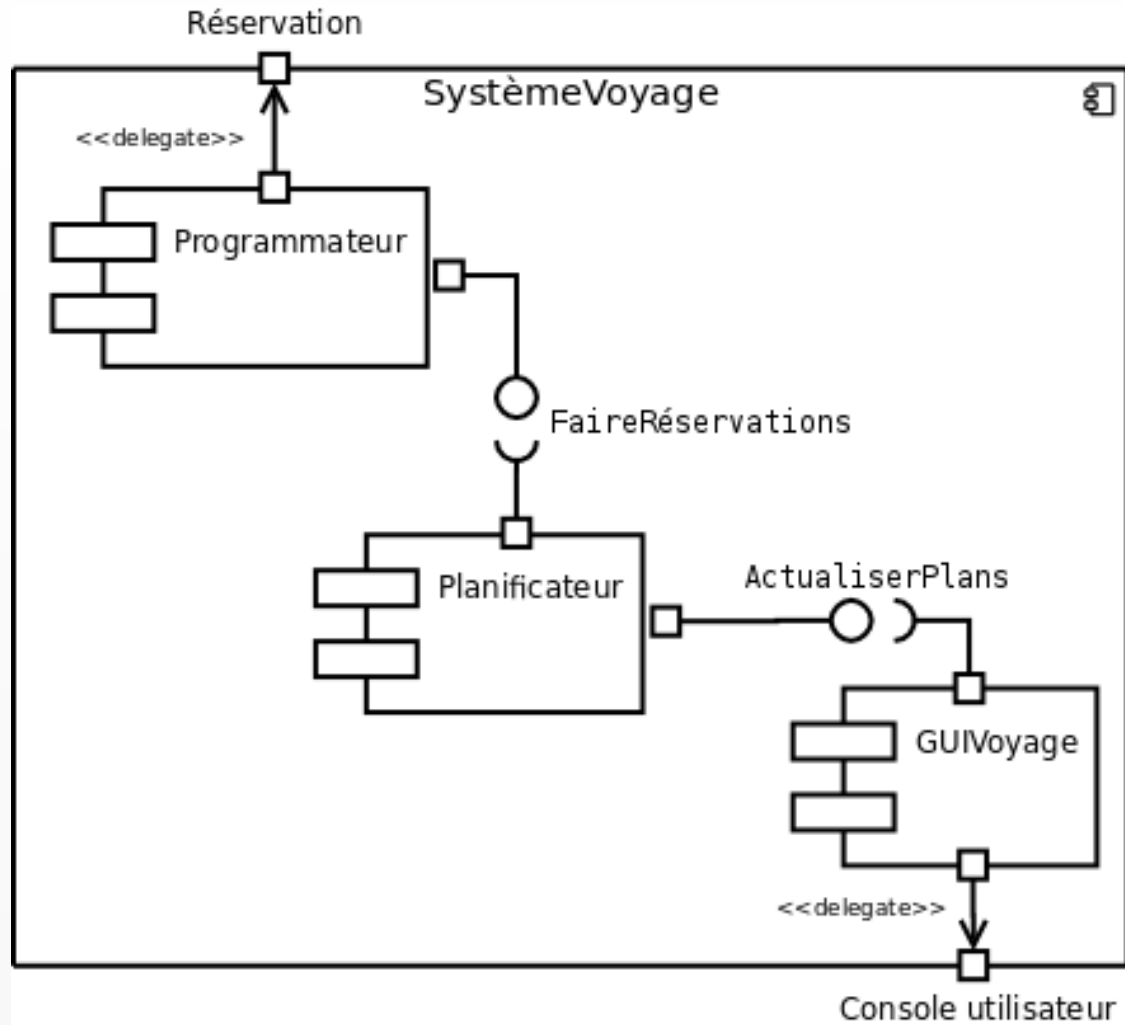 Réservation
SystèmeVoyage
<<delegate>>
Programmateur
FaireRéservations
Planificateur
ActualiserPlans
GUIVoyage
<<delegate>>
Console utilisateur